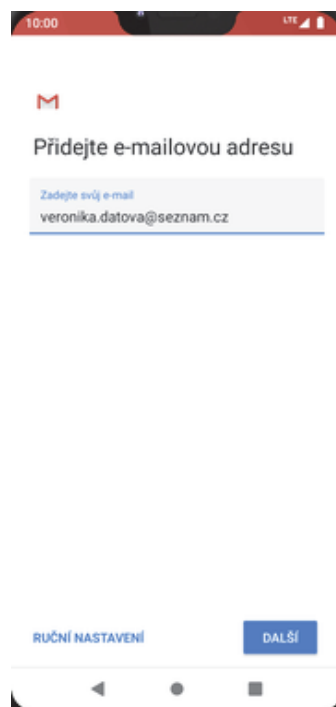 10:00
LTE
Přidejte e-mailovou adresu
Zadejte svůj e-mail
veronika.datova@seznam.cz
RUČNÍ NASTAVENÍ
DALŠÍ